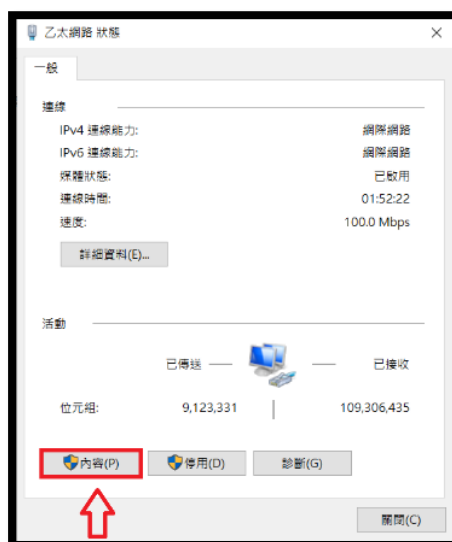 乙太網路 狀態
一般
連線
IPv4 連線能力: 網際網路
IPv6 連線能力: 網際網路
媒體狀態: 已啟用
連線時間: 01:52:22
速度: 100.0 Mbps
詳細資料(E)...
活動
已傳送 已接收
位元組: 9,123,331 109,306,435
內容(P) 停用(D) 診斷(G)
關閉(C)